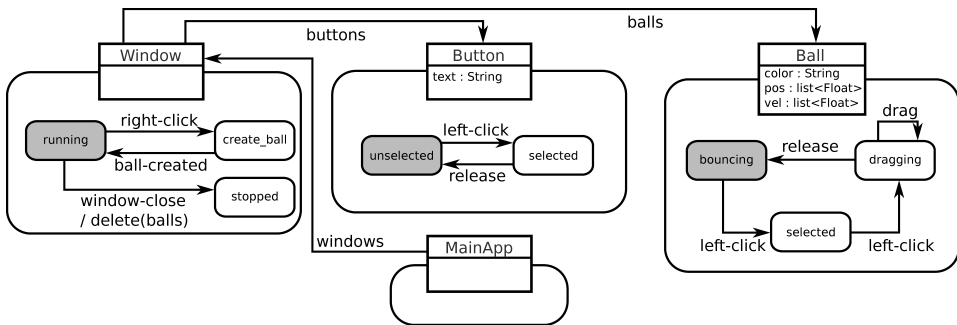 balls
buttons
Window
Button
text : String
Ball
color : String
pos : list<Float>
vel : list<Float>
running
right-click
create_ball
ball-created
window-close
/ delete(balls)
stopped
unselected
left-click
selected
release
drag
bouncing
release
dragging
left-click
selected
left-click
windows
MainApp